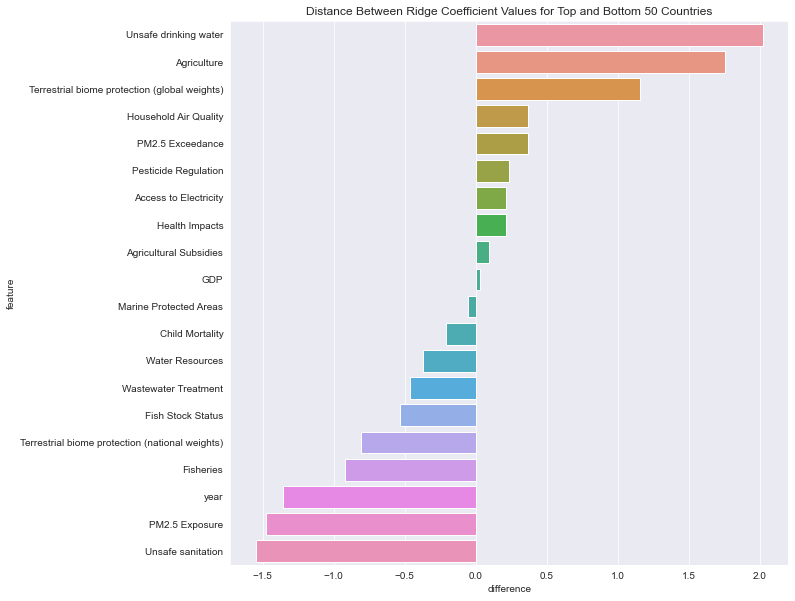 Distance Between Ridge Coefficient Values for Top and Bottom 50 Countries
Unsafe drinking water
Agriculture
Terrestrial biome protection (global weights)
Household Air Quality
PM2.5 Exceedance
Pesticide Regulation
Access to Electricity
Health Impacts
Agricultural Subsidies
GDP
Marine Protected Areas
Child Mortality
Water Resources
Wastewater Treatment
Fish Stock Status
Terrestrial biome protection (national weights)
Fisheries
year
PM2.5 Exposure
Unsafe sanitation
feature
−1.5 −1.0 −0.5 0.0 0.5 1.0 1.5 2.0
difference